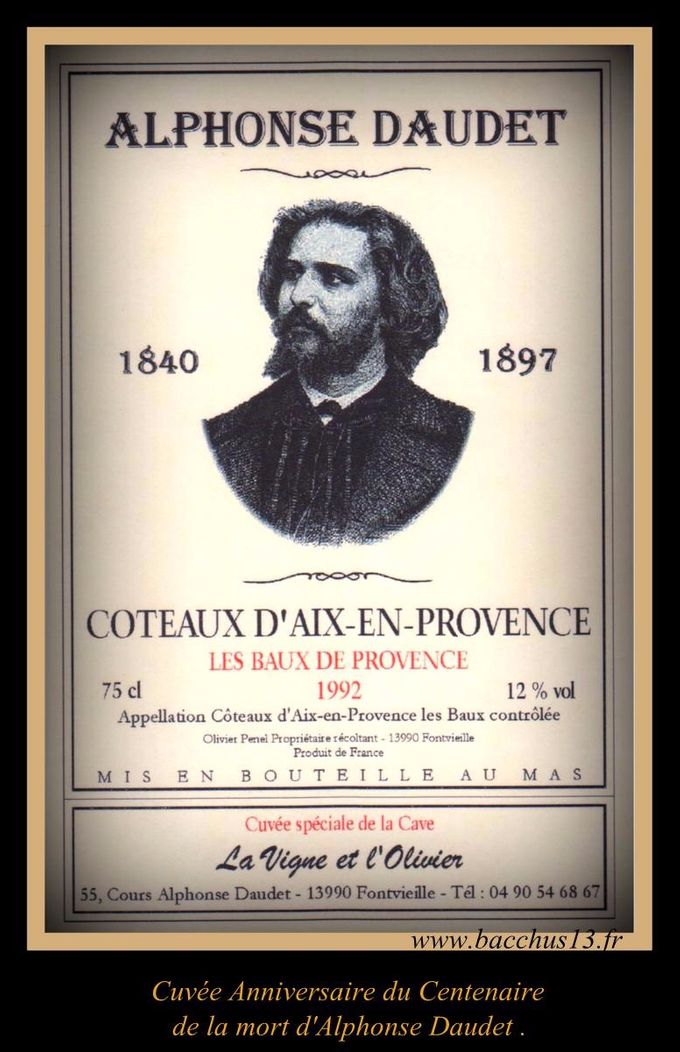 ALPHONSE DAUDET
1840
1897
COTEAUX D'AIX-EN-PROVENCE
LES BAUX DE PROVENCE
75 cl 1992 12 % vol
Appellation Côteaux d'Aix-en-Provence les Baux contrôlée
Olivier Penel Propriétaire récoltant - 13990 Fontvieille
Produit de France
MIS EN BOUTEILLE AU MAS
Cuvée spéciale de la Cave
La Vigne et l'Olivier
55, Cours Alphonse Daudet - 13990 Fontvieille - Tél : 04 90 54 68 67
www.bacchus13.fr
Cuvée Anniversaire du Centenaire
de la mort d'Alphonse Daudet .